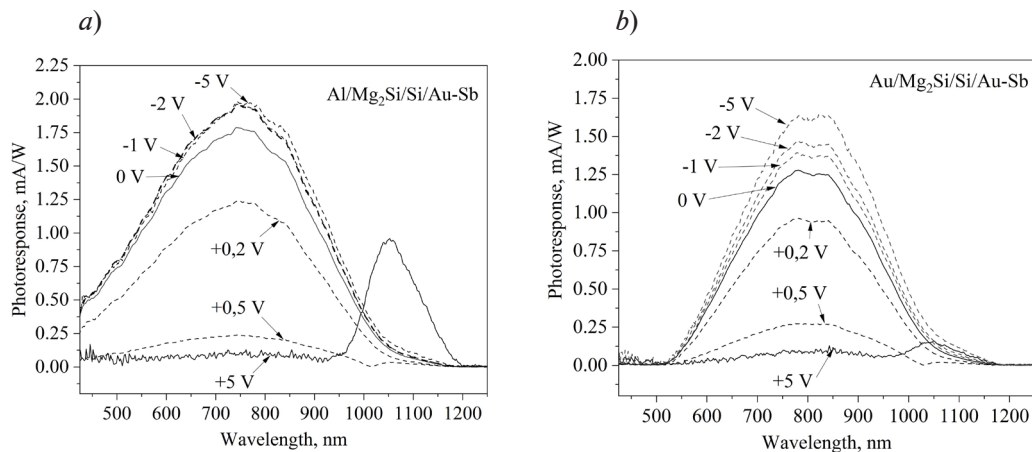 a)
2.25
2.00
1.75
1.50
1.25
1.00
0.75
0.50
0.25
0.00
Photoresponse, mA/W
Al/Mg₂Si/Si/Au-Sb
-5 V
-2 V
-1 V
0 V
+0,2 V
+0,5 V
+5 V
500 600 700 800 900 1000 1100 1200
Wavelength, nm
b)
2.00
1.75
1.50
1.25
1.00
0.75
0.50
0.25
0.00
Photoresponse, mA/W
Au/Mg₂Si/Si/Au-Sb
-5 V
-2 V
-1 V
0 V
+0,2 V
+0,5 V
+5 V
500 600 700 800 900 1000 1100 1200
Wavelength, nm